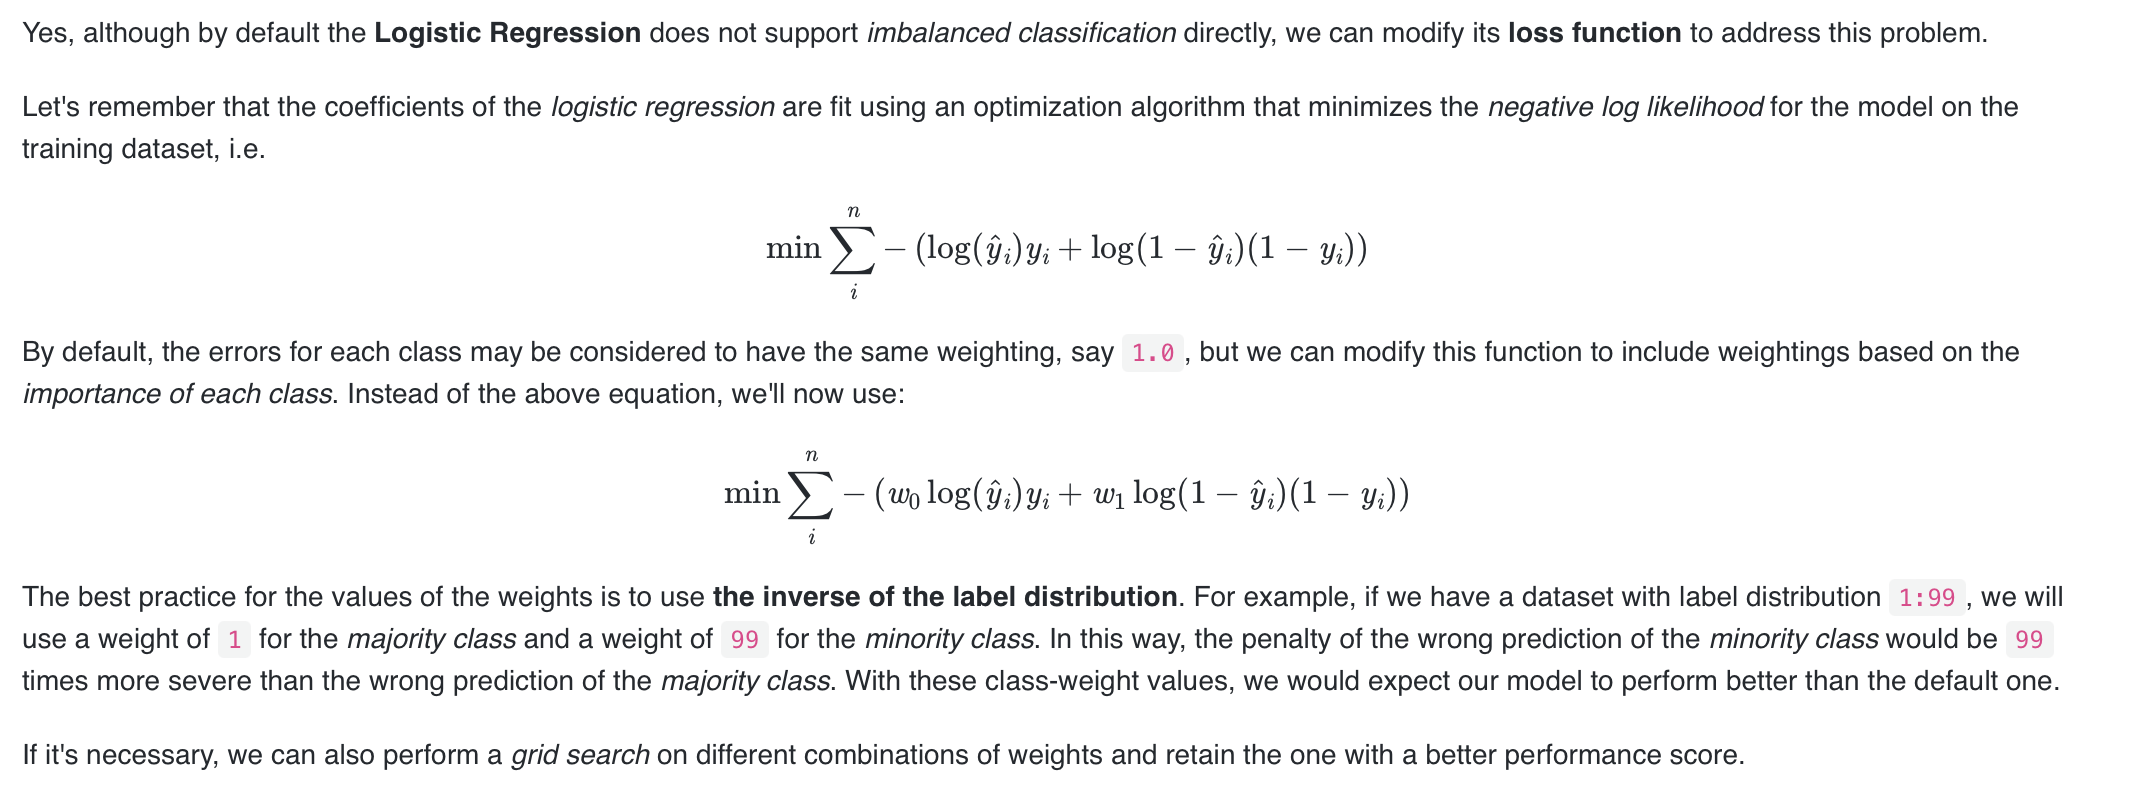 Yes, although by default the Logistic Regression does not support imbalanced classification directly, we can modify its loss function to address this problem.
Let's remember that the coefficients of the logistic regression are fit using an optimization algorithm that minimizes the negative log likelihood for the model on the
training dataset, i.e.
min ∑_i^n − (log(ŷ_i)y_i + log(1 − ŷ_i)(1 − y_i))
By default, the errors for each class may be considered to have the same weighting, say 1.0 , but we can modify this function to include weightings based on the
importance of each class. Instead of the above equation, we'll now use:
min ∑_i^n − (w_0 log(ŷ_i)y_i + w_1 log(1 − ŷ_i)(1 − y_i))
The best practice for the values of the weights is to use the inverse of the label distribution. For example, if we have a dataset with label distribution 1:99 , we will
use a weight of 1 for the majority class and a weight of 99 for the minority class. In this way, the penalty of the wrong prediction of the minority class would be 99
times more severe than the wrong prediction of the majority class. With these class-weight values, we would expect our model to perform better than the default one.
If it's necessary, we can also perform a grid search on different combinations of weights and retain the one with a better performance score.